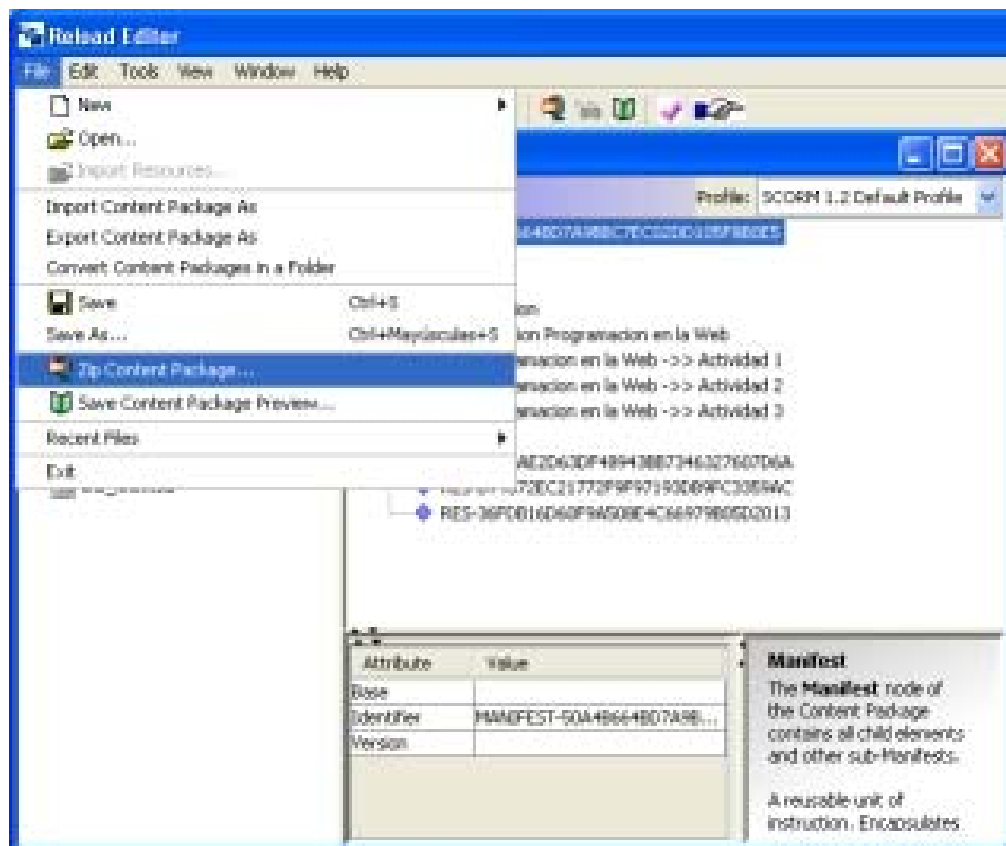 Reload Editor
File Edit Tools View Window Help
New
Open...
Import Resources...
Import Content Package As
Export Content Package As
Convert Content Packages in a Folder
Save Ctrl+S
Save As... Ctrl+Mayúsculas+S
Zip Content Package...
Save Content Package Preview...
Recent Files
Exit
Profile: SCORM 1.2 Default Profile
ion Programacion en la Web
amacion en la Web ->> Actividad 1
amacion en la Web ->> Actividad 2
amacion en la Web ->> Actividad 3
Attribute Value
Base
Identifier
Version
Manifest
The Manifest node of
the Content Package
contains all child elements
and other sub-Manifests.
A reusable unit of
instruction. Encapsulates